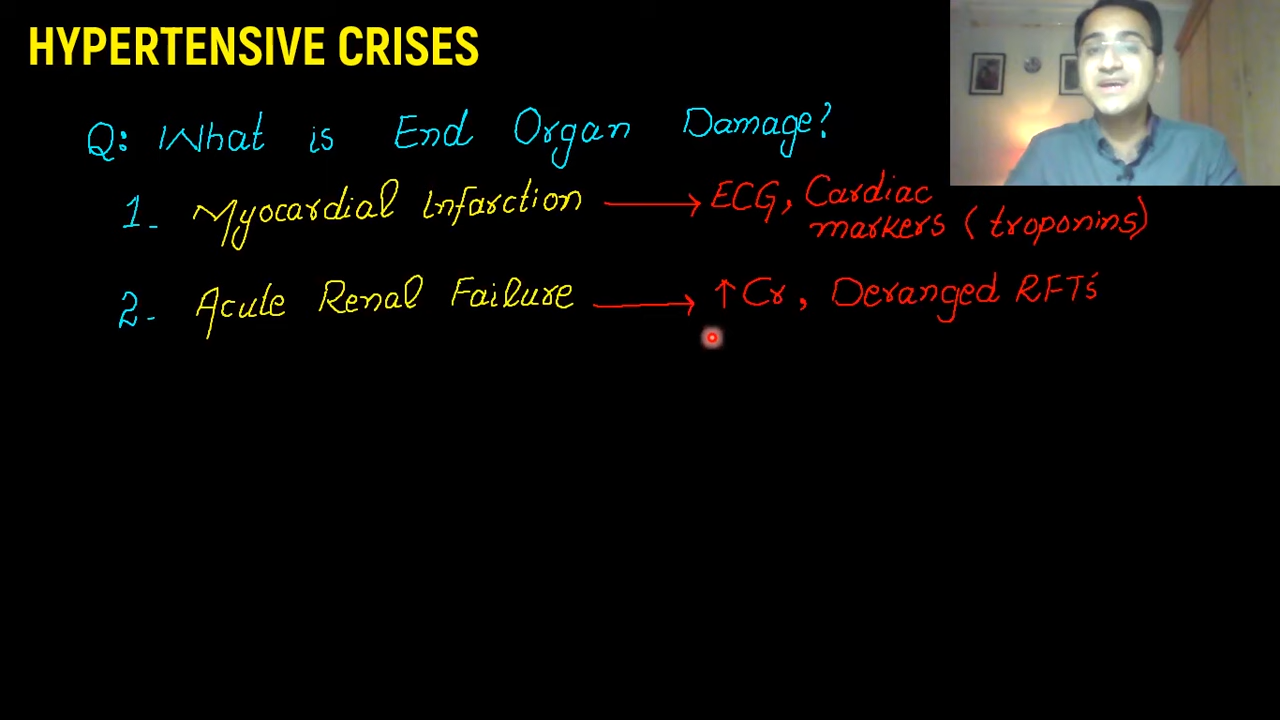 HYPERTENSIVE CRISES
Q: What is End Organ Damage?
1. Myocardial Infarction → ECG, Cardiac
markers (troponins)
2. Acute Renal Failure → ↑Cr, Deranged RFT's